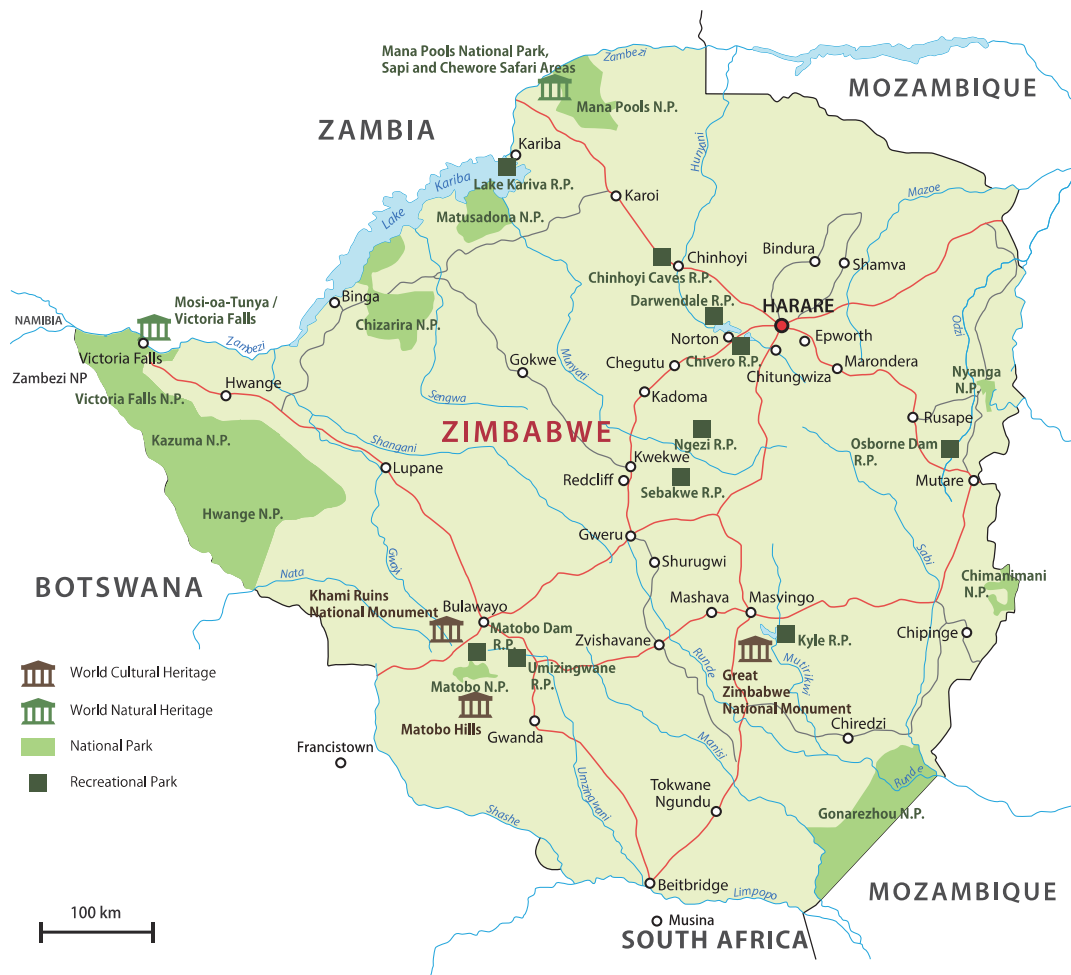 Mana Pools National Park,
Sapi and Chewore Safari Areas
Zambezi
MOZAMBIQUE
Mana Pools N.P.
ZAMBIA
Hunyani
Kariba
Kariba
Lake Kariva R.P.
Mazoe
Karoi
Lake
Matusadona N.P.
Bindura
Chinhoyi
Shamva
Chinhoyi Caves R.P.
Mosi-oa-Tunya /
Victoria Falls
Binga
Darwendale R.P.
HARARE
NAMIBIA
Chizarira N.P.
Odzi
Zambezi
Norton
Epworth
Victoria Falls
Munyati
Gokwe
Chegutu
Chivero R.P.
Marondera
Zambezi NP
Chitungwiza
Nyanga
N.P.
Hwange
Victoria Falls N.P.
Sengwa
Kadoma
Rusape
Kazuma N.P.
ZIMBABWE
Shangani
Ngezi R.P.
Osborne Dam
R.P.
Kwekwe
Lupane
Redcliff
Sebakwe R.P.
Mutare
Hwange N.P.
Gweru
Gwayi
Sabi
Shurugwi
BOTSWANA
Nata
Chimanimani
N.P.
Khami Ruins
National Monument
Bulawayo
Mashava
Masvingo
Matobo Dam
R.P.
Zvishavane
Kyle R.P.
Chipinge
World Cultural Heritage
Umizingwane
R.P.
Runde
Mutirikwi
Matobo N.P.
Great
Zimbabwe
National Monument
World Natural Heritage
Matobo Hills
Gwanda
Chiredzi
National Park
Francistown
Manisi
Recreational Park
Runde
Umzingwani
Tokwane
Ngundu
Shashe
Gonarezhou N.P.
Beitbridge
Limpopo
MOZAMBIQUE
100 km
Musina
SOUTH AFRICA